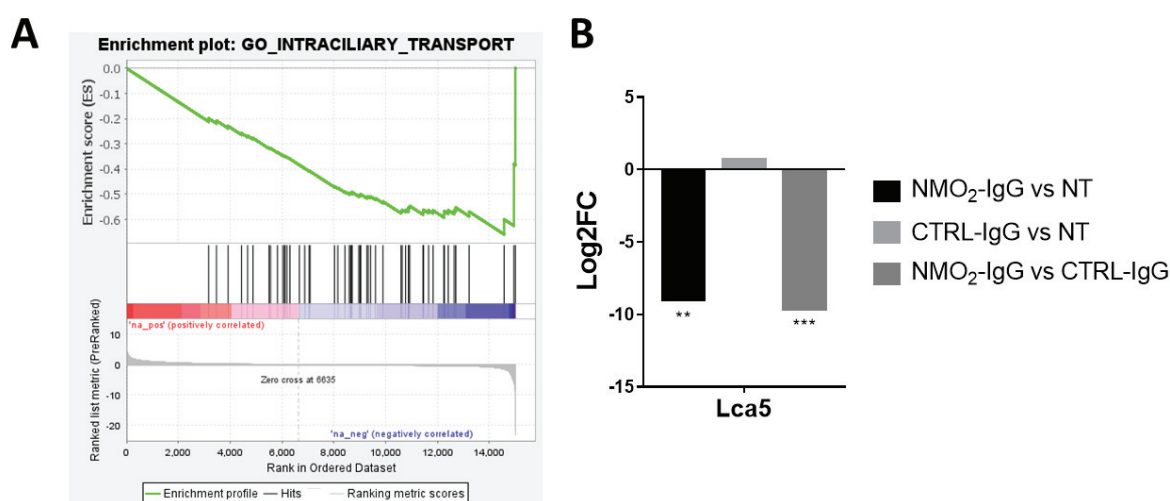 A
Enrichment plot: GO_INTRACILIARY_TRANSPORT
Enrichment score (ES)
0.0
-0.1
-0.2
-0.3
-0.4
-0.5
-0.6
'na_pos' (positively correlated)
Ranked list metric (PreRanked)
10
0
-10
-20
Zero cross at 6635
'na_neg' (negatively correlated)
0
2,000
4,000
6,000
8,000
10,000
12,000
14,000
Rank in Ordered Dataset
Enrichment profile
Hits
Ranking metric scores
B
Log2FC
5
0
-5
-10
-15
**
***
Lca5
NMO₂-IgG vs NT
CTRL-IgG vs NT
NMO₂-IgG vs CTRL-IgG